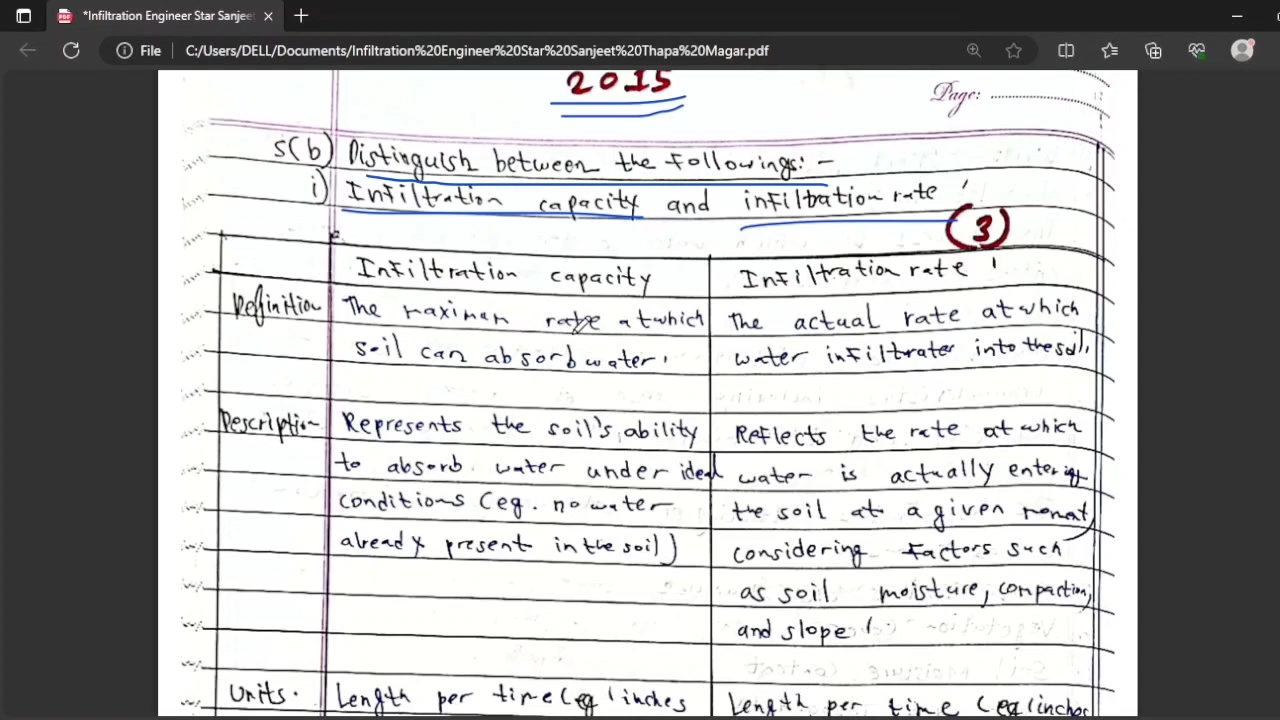 *Infiltration Engineer Star Sanjee
File C:/Users/DELL/Documents/Infiltration%20Engineer%20Star%20Sanjeet%20Thapa%20Magar.pdf
2015
Page:
5(b) Distinguish between the followings: -
i) Infiltration capacity and infiltration rate
(3)
Infiltration capacity Infiltration rate
Definition The maximum rate at which The actual rate at which
soil can absorb water. water infiltrates into the soil.
Description Represents the soil's ability Reflects the rate at which
to absorb water under ideal water is actually entering
conditions (eg. no water the soil at a given moment,
already present in the soil) considering factors such
as soil moisture, compaction,
and slope
Units. Length per time (eg inches Length per time (eg inches